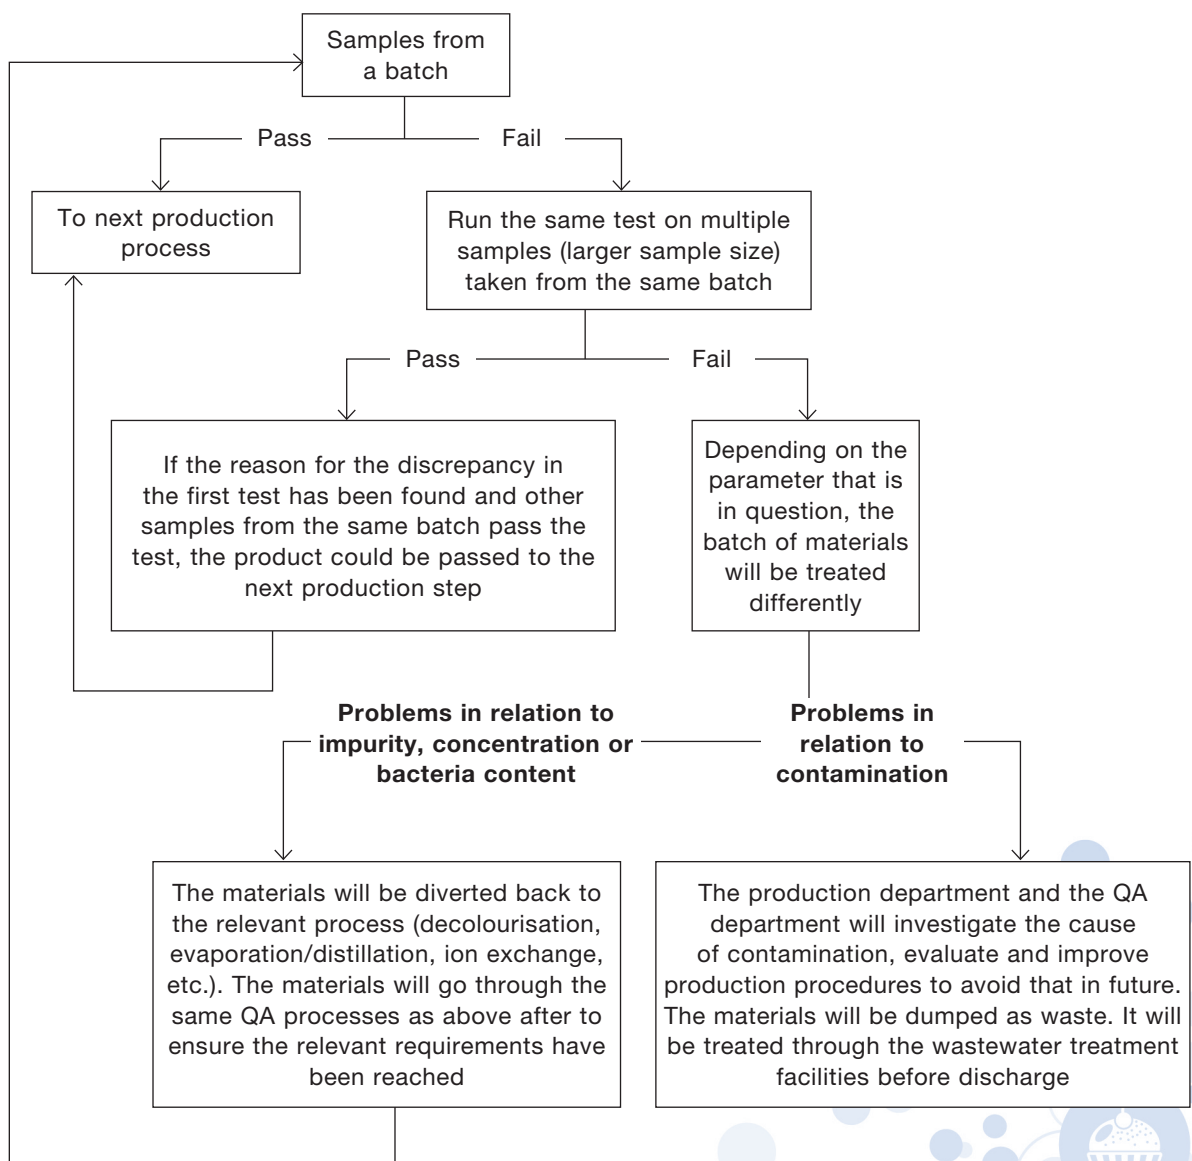 Samples from
a batch
Pass
Fail
To next production
process
Run the same test on multiple
samples (larger sample size)
taken from the same batch
Pass
Fail
If the reason for the discrepancy in
the first test has been found and other
samples from the same batch pass the
test, the product could be passed to the
next production step
Depending on the
parameter that is
in question, the
batch of materials
will be treated
differently
Problems in relation to
impurity, concentration or
bacteria content
Problems in
relation to
contamination
The materials will be diverted back to
the relevant process (decolourisation,
evaporation/distillation, ion exchange,
etc.). The materials will go through the
same QA processes as above after to
ensure the relevant requirements have
been reached
The production department and the QA
department will investigate the cause
of contamination, evaluate and improve
production procedures to avoid that in future.
The materials will be dumped as waste. It will
be treated through the wastewater treatment
facilities before discharge